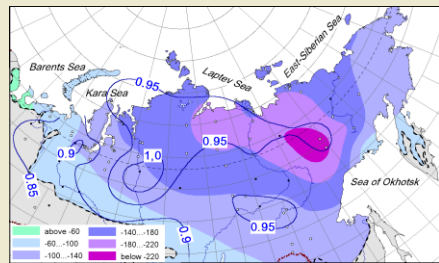 Barents Sea
Kara Sea
Laptev Sea
East-Siberian Sea
Sea of Okhotsk
0.95
0.9
1,0
0.95
0.85
0.9
0.95
above -60
-60...-100
-100...-140
-140...-180
-180...-220
below -220